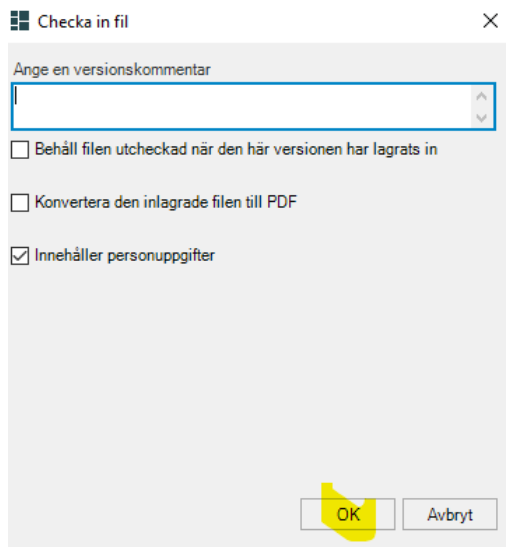 Checka in fil
Ange en versionskommentar
Behåll filen utcheckad när den här versionen har lagrats in
Konvertera den inlagrade filen till PDF
Innehåller personuppgifter
OK
Avbryt